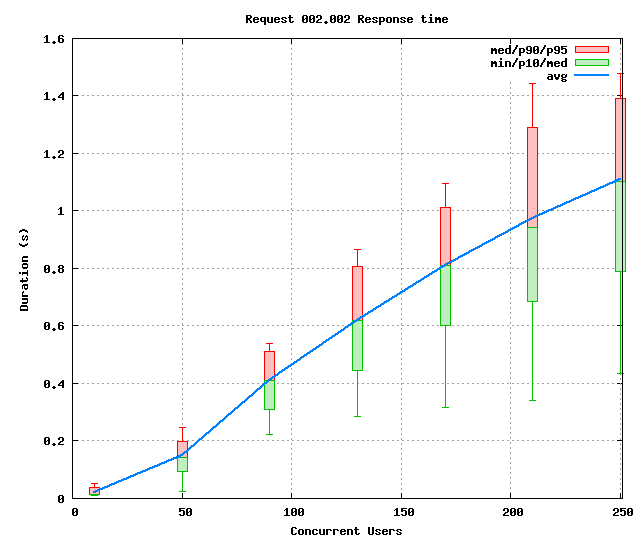 Request 002.002 Response time
1.6
1.4
1.2
1
0.8
0.6
0.4
0.2
0
Duration (s)
med/p90/p95
min/p10/med
avg
0 50 100 150 200 250
Concurrent Users